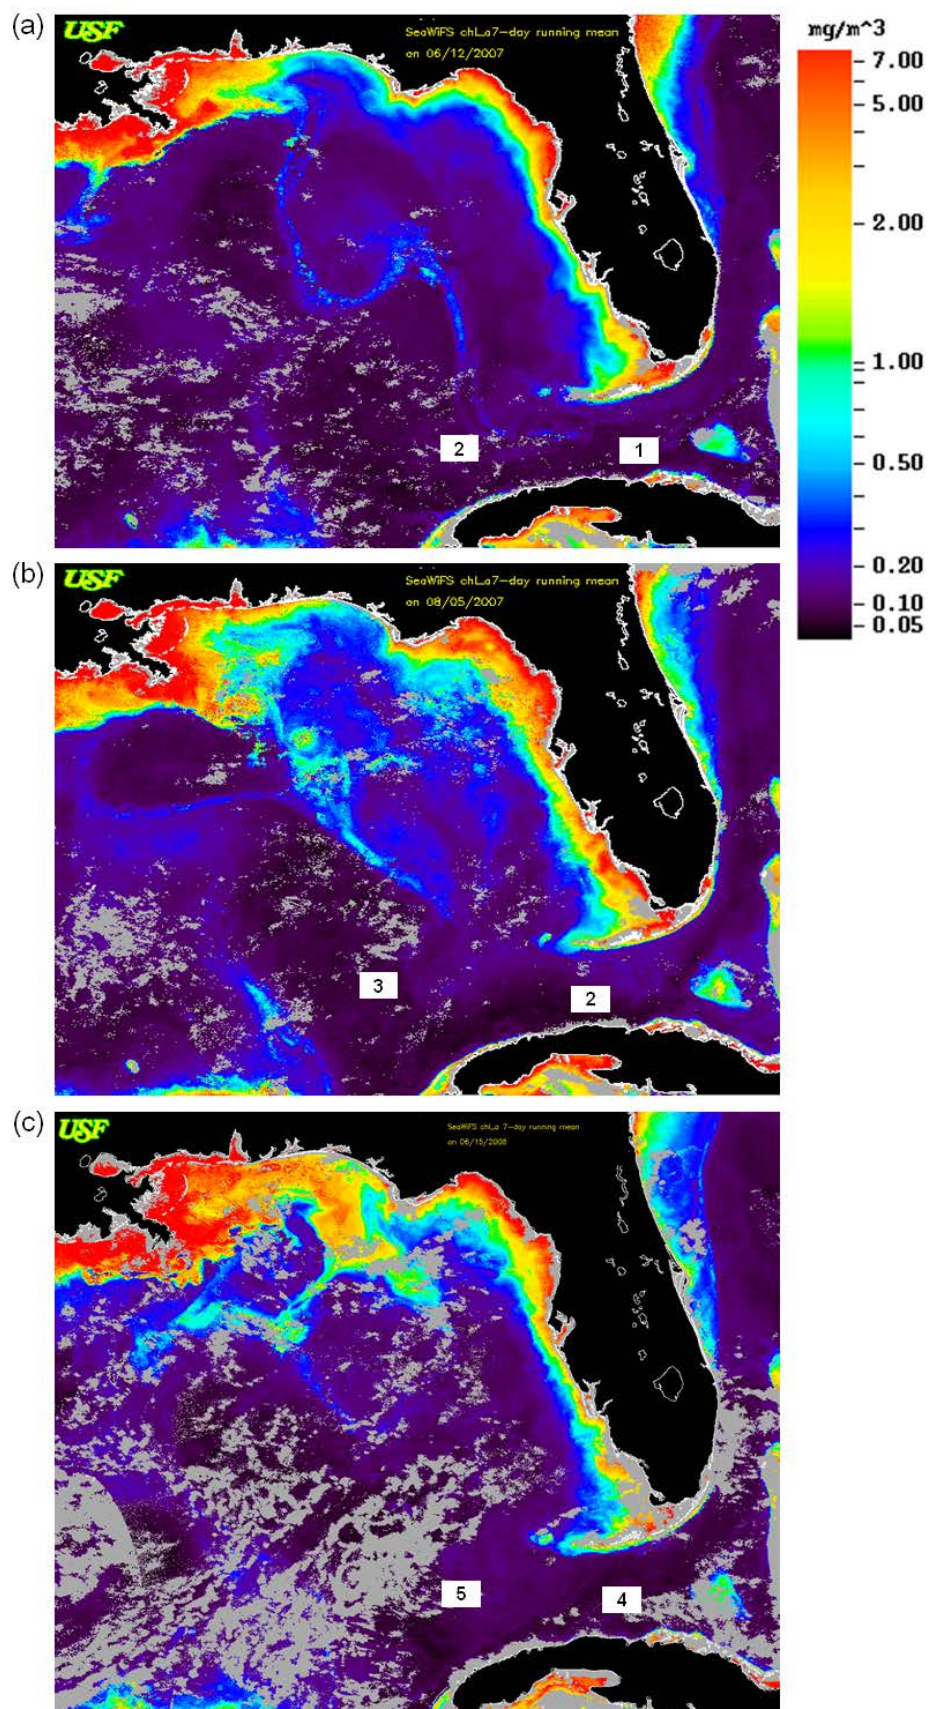 (a)
USF
SeaWiFS chl_a7-day running mean
on 06/12/2007
mg/m^3
7.00
5.00
2.00
1.00
0.50
0.20
0.10
0.05
2
1
(b)
USF
SeaWiFS chl_a7-day running mean
on 08/05/2007
3
2
(c)
USF
SeaWiFS chl_a 7-day running mean
on 06/15/2008
5
4